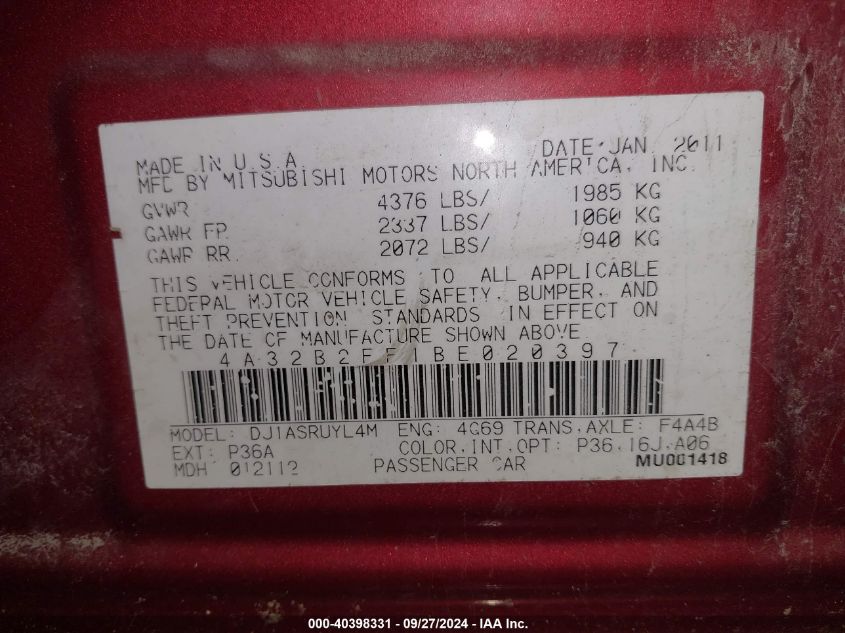 DATE: JAN. 2011
MADE IN U.S.A.
MFC BY MITSUBISHI MOTORS NORTH AMERICA, INC.
GVWR 4376 LBS/ 1985 KG
GAWR FR 2337 LBS/ 1060 KG
GAWR RR 2072 LBS/ 940 KG
THIS VEHICLE CONFORMS TO ALL APPLICABLE
FEDERAL MOTOR VEHICLE SAFETY, BUMPER, AND
THEFT PREVENTION STANDARDS IN EFFECT ON
THE DATE OF MANUFACTURE SHOWN ABOVE.
4A32B2FF1BE020397
MODEL: DJ1ASRUYL4M ENG: 4G69 TRANS,AXLE: F4A4B
EXT: P36A COLOR,INT,OPT: P36,16J,A06
MDH 012112 PASSENGER CAR MU001418
000-40398331 - 09/27/2024 - IAA Inc.